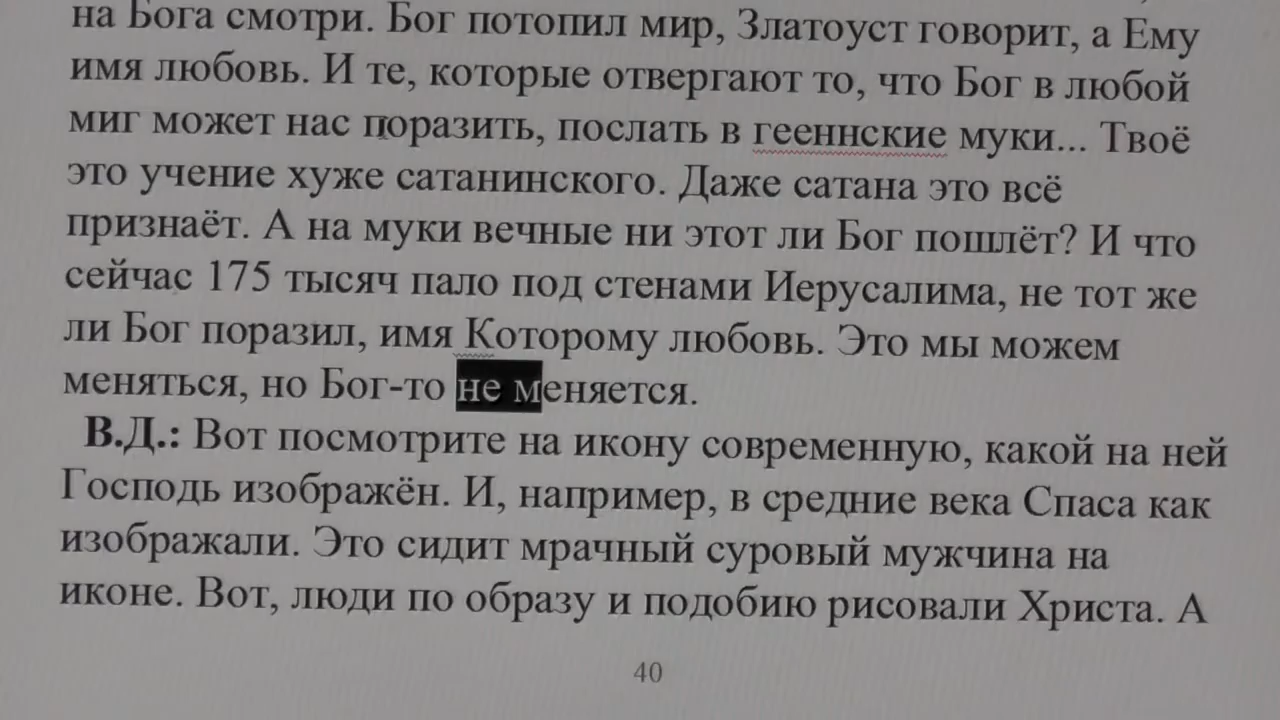 на Бога смотри. Бог потопил мир, Златоуст говорит, а Ему
имя любовь. И те, которые отвергают то, что Бог в любой
миг может нас поразить, послать в гееннские муки... Твоё
это учение хуже сатанинского. Даже сатана это всё
признаёт. А на муки вечные ни этот ли Бог пошлёт? И что
сейчас 175 тысяч пало под стенами Иерусалима, не тот же
ли Бог поразил, имя Которому любовь. Это мы можем
меняться, но Бог-то не меняется.
В.Д.: Вот посмотрите на икону современную, какой на ней
Господь изображён. И, например, в средние века Спаса как
изображали. Это сидит мрачный суровый мужчина на
иконе. Вот, люди по образу и подобию рисовали Христа. А
40